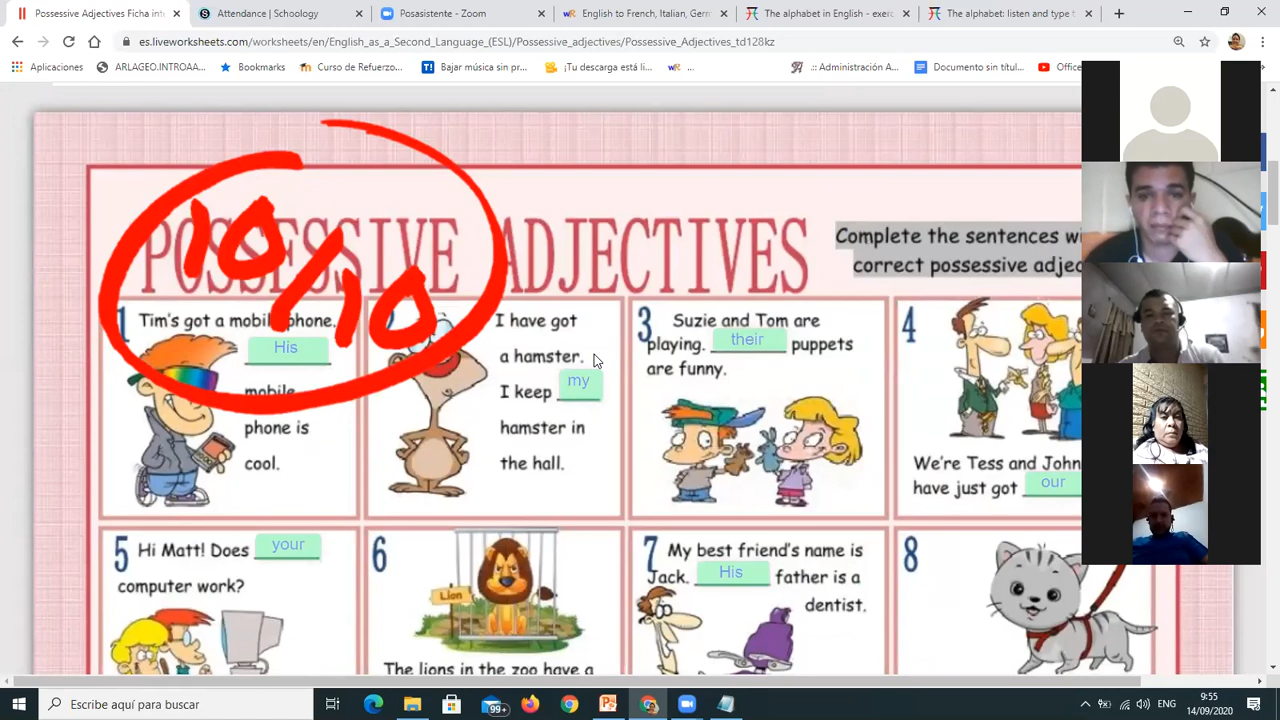 Possessive Adjectives Ficha inter
Attendance | Schoology
Posasistente - Zoom
English to French, Italian, Germ
The alphabet in English - exerc
The alphabet: listen and type t
es.liveworksheets.com/worksheets/en/English_as_a_Second_Language_(ESL)/Possessive_adjectives/Possessive_Adjectives_td128kz
Aplicaciones
ARLAGEO.INTROAA...
Bookmarks
Curso de Refuerzo...
Bajar música sin pr...
¡Tu descarga está li...
wR ...
.:: Administración A...
Documento sin títu...
Office
POSSESSIVE ADJECTIVES
10/10
Complete the sentences wi
correct possessive adjec
1
Tim's got a mobile phone.
His
mobile
phone is
cool.
I have got
a hamster.
I keep my
hamster in
the hall.
3
Suzie and Tom are
playing. their puppets
are funny.
4
We're Tess and John
have just got our
5
Hi Matt! Does your
computer work?
6
Lion
The lions in the zoo have a
7
My best friend's name is
Jack. His father is a
dentist.
8
Escribe aquí para buscar
99+
ENG
9:55
14/09/2020